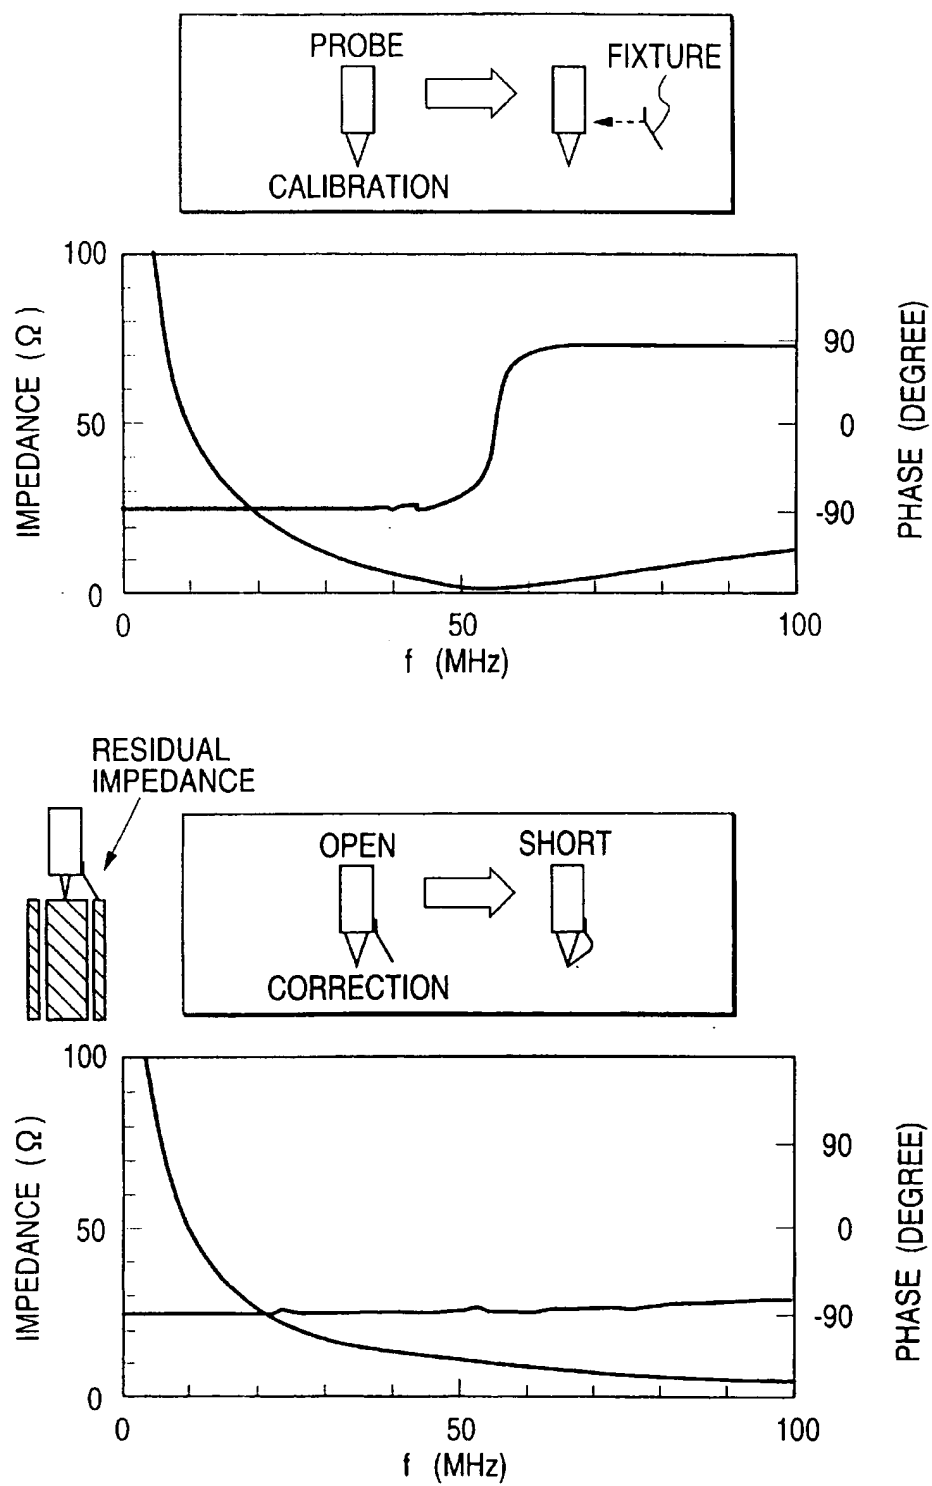 PROBE
FIXTURE
CALIBRATION
100
50
0
IMPEDANCE (Ω)
90
0
-90
PHASE (DEGREE)
0
50
100
f (MHz)
RESIDUAL
IMPEDANCE
OPEN
SHORT
CORRECTION
100
50
0
IMPEDANCE (Ω)
90
0
-90
PHASE (DEGREE)
0
50
100
f (MHz)